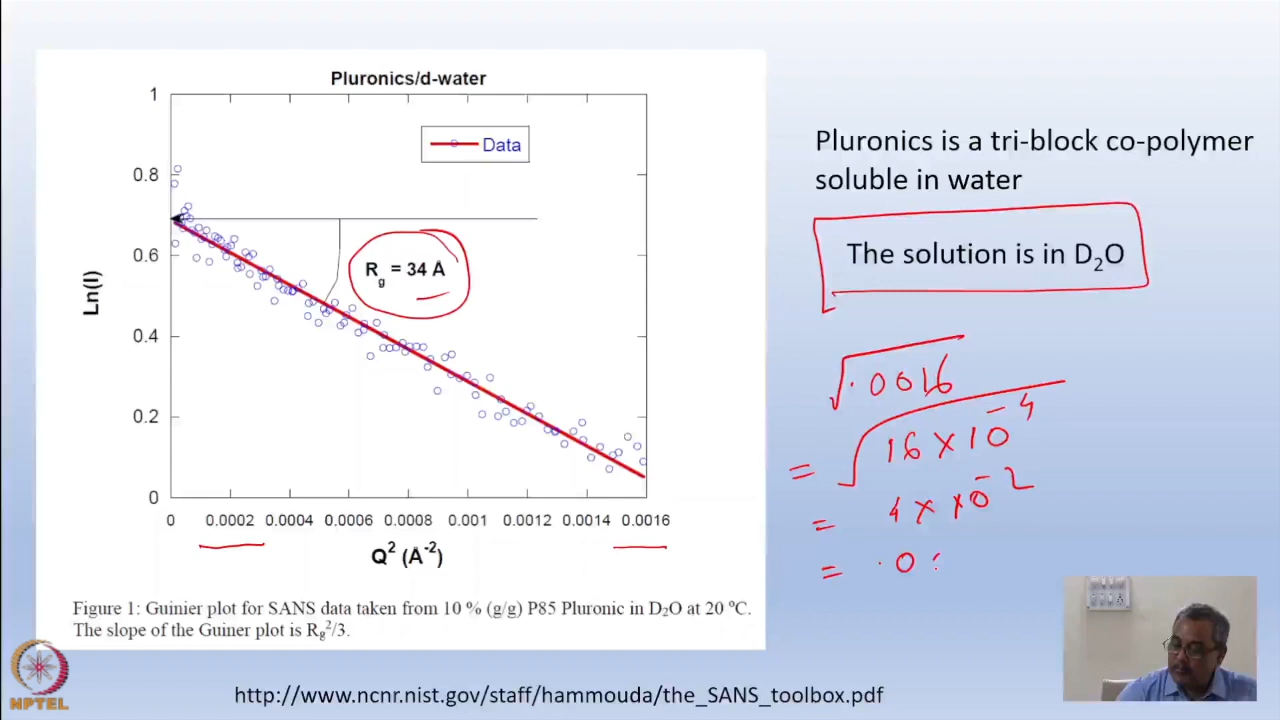 Pluronics/d-water
1
Data
0.8
0.6
0.4
0.2
0
Ln(I)
Rg = 34 Å
0 0.0002 0.0004 0.0006 0.0008 0.001 0.0012 0.0014 0.0016
Q² (Å⁻²)
Figure 1: Guinier plot for SANS data taken from 10 % (g/g) P85 Pluronic in D₂O at 20 ºC.
The slope of the Guiner plot is Rg²/3.
Pluronics is a tri-block co-polymer
soluble in water
The solution is in D₂O
√.0016
= √16 × 10⁻⁴
= 4 × 10⁻²
= .0
http://www.ncnr.nist.gov/staff/hammouda/the_SANS_toolbox.pdf
NPTEL